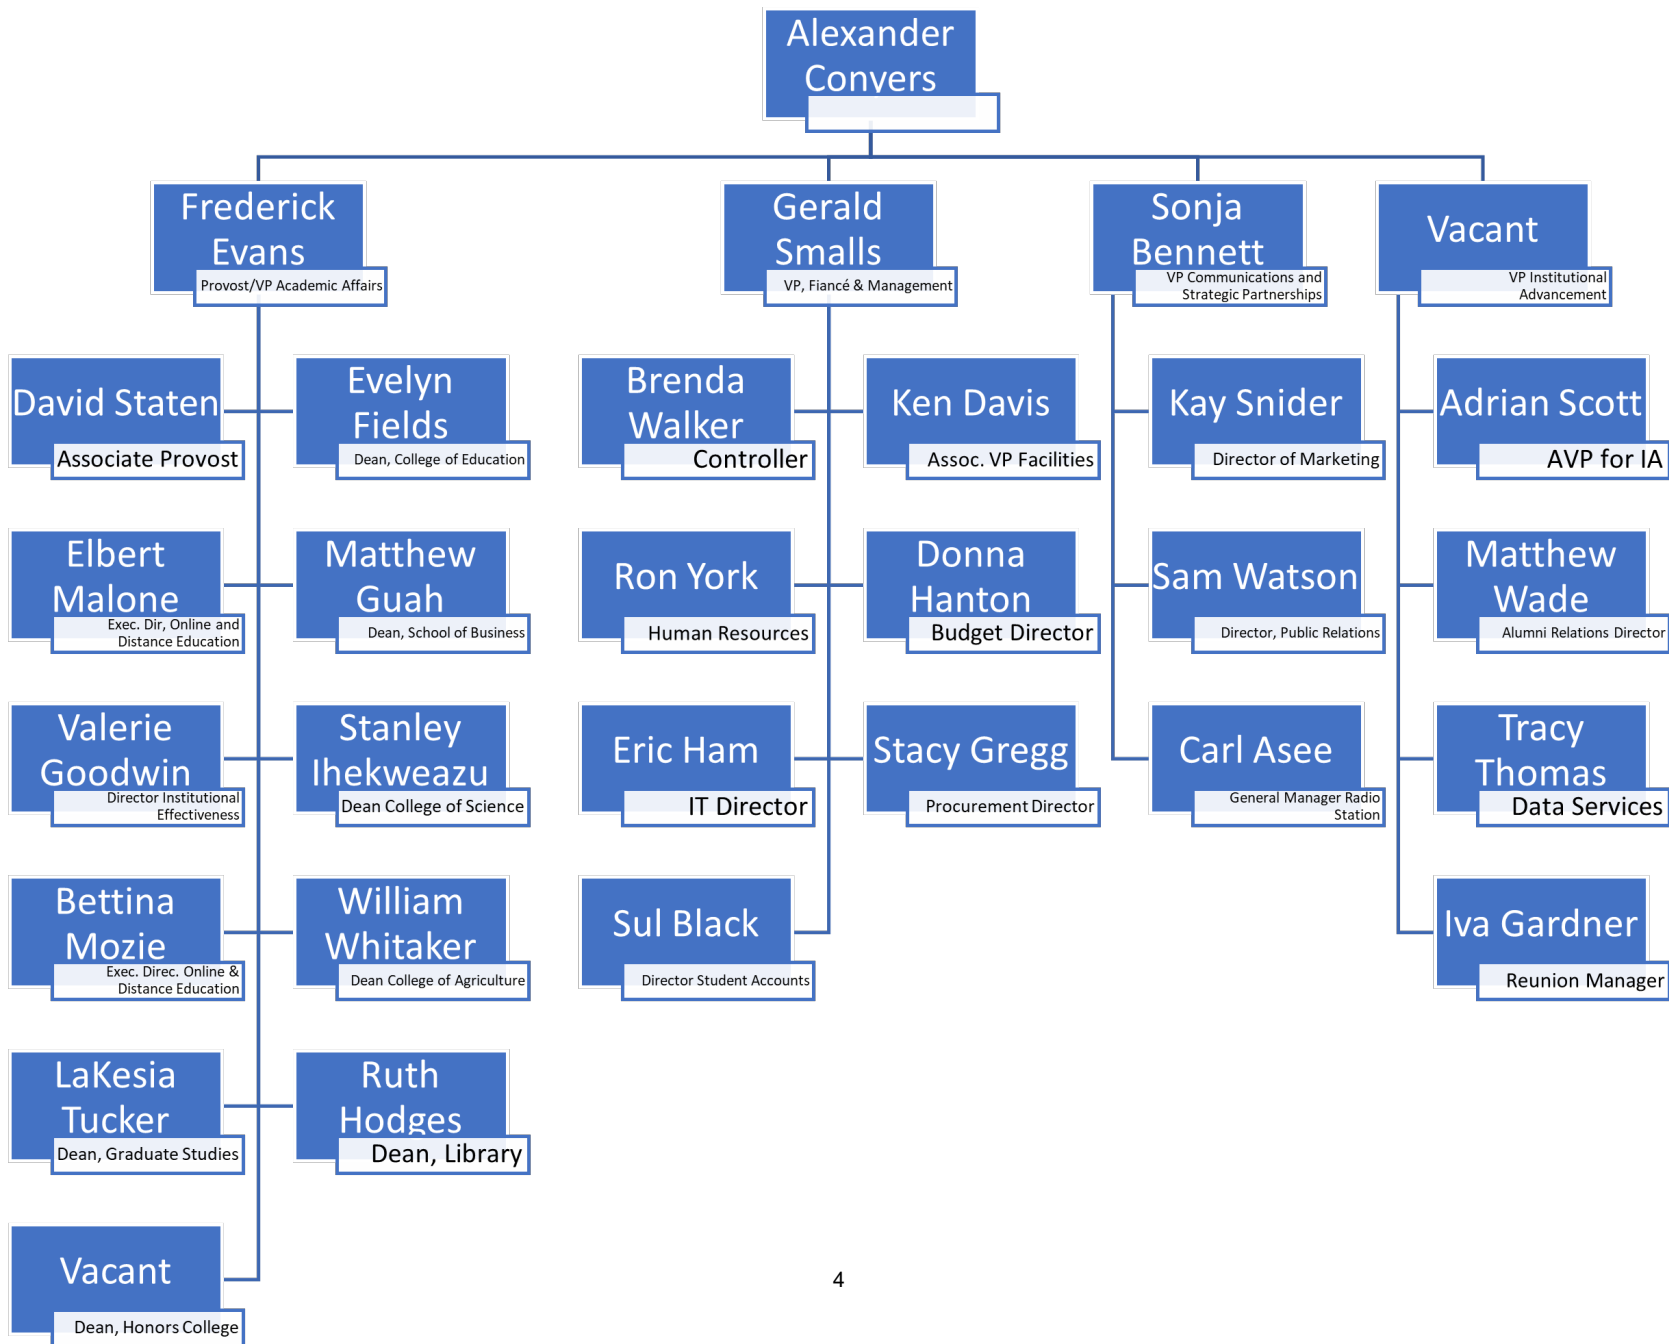 Alexander
Conyers
Frederick
Evans
Provost/VP Academic Affairs
Gerald
Smalls
VP, Fiancé & Management
Sonja
Bennett
VP Communications and
Strategic Partnerships
Vacant
VP Institutional
Advancement
David Staten
Associate Provost
Evelyn
Fields
Dean, College of Education
Brenda
Walker
Controller
Ken Davis
Assoc. VP Facilities
Kay Snider
Director of Marketing
Adrian Scott
AVP for IA
Elbert
Malone
Exec. Dir, Online and
Distance Education
Matthew
Guah
Dean, School of Business
Ron York
Human Resources
Donna
Hanton
Budget Director
Sam Watson
Director, Public Relations
Matthew
Wade
Alumni Relations Director
Valerie
Goodwin
Director Institutional
Effectiveness
Stanley
Ihekweazu
Dean College of Science
Eric Ham
IT Director
Stacy Gregg
Procurement Director
Carl Asee
General Manager Radio
Station
Tracy
Thomas
Data Services
Bettina
Mozie
Exec. Direc. Online &
Distance Education
William
Whitaker
Dean College of Agriculture
Sul Black
Director Student Accounts
Iva Gardner
Reunion Manager
LaKesia
Tucker
Dean, Graduate Studies
Ruth
Hodges
Dean, Library
Vacant
Dean, Honors College
4